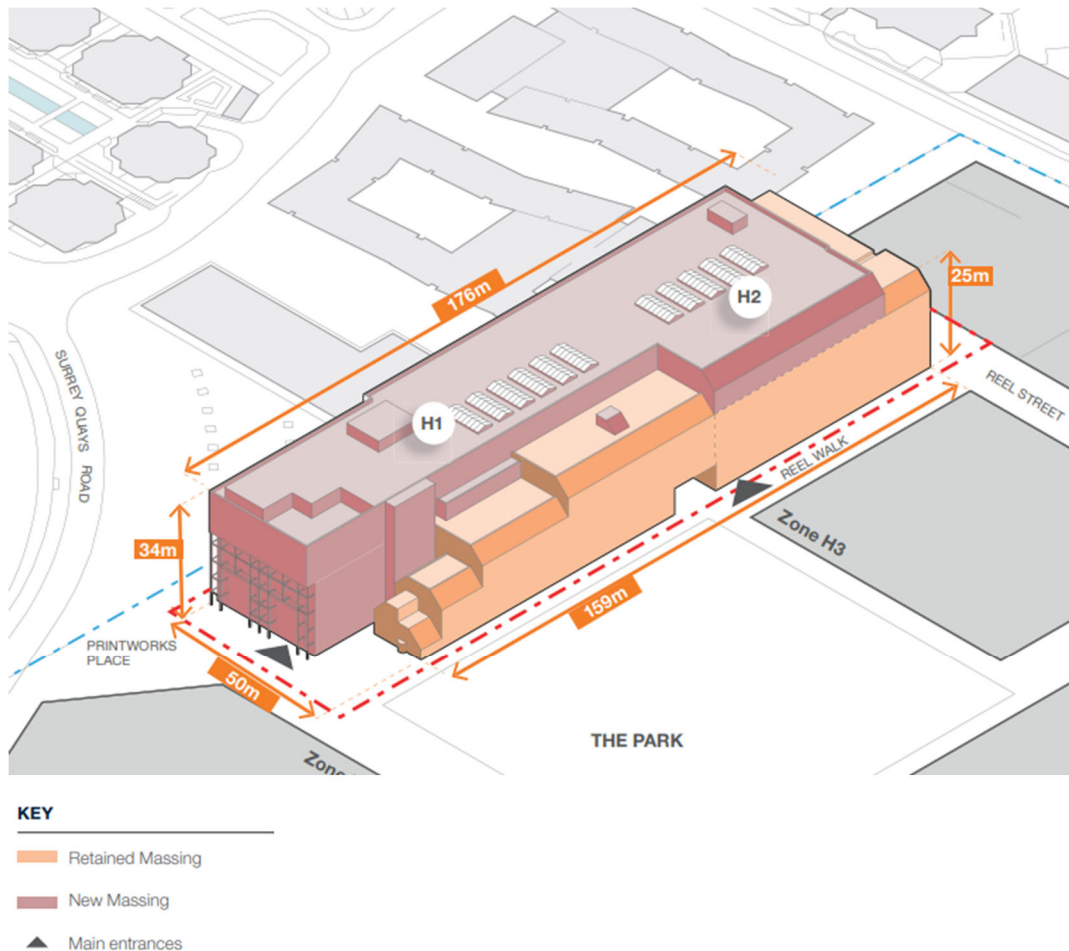 176m
25m
H2
REEL STREET
H1
SURREY QUAYS ROAD
REEL WALK
Zone H3
34m
159m
PRINTWORKS
PLACE
50m
THE PARK
Zone
KEY
Retained Massing
New Massing
Main entrances